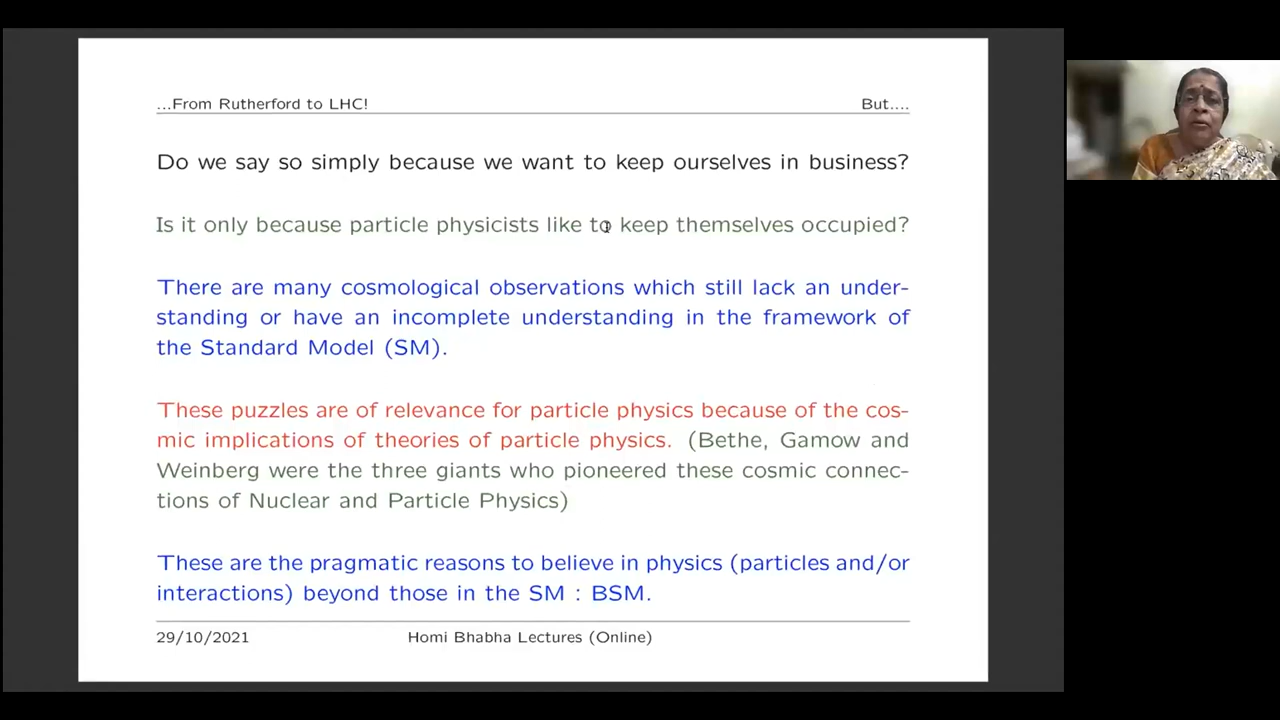 ...From Rutherford to LHC! But....
Do we say so simply because we want to keep ourselves in business?
Is it only because particle physicists like to keep themselves occupied?
There are many cosmological observations which still lack an under-
standing or have an incomplete understanding in the framework of
the Standard Model (SM).
These puzzles are of relevance for particle physics because of the cos-
mic implications of theories of particle physics. (Bethe, Gamow and
Weinberg were the three giants who pioneered these cosmic connec-
tions of Nuclear and Particle Physics)
These are the pragmatic reasons to believe in physics (particles and/or
interactions) beyond those in the SM : BSM.
29/10/2021 Homi Bhabha Lectures (Online)